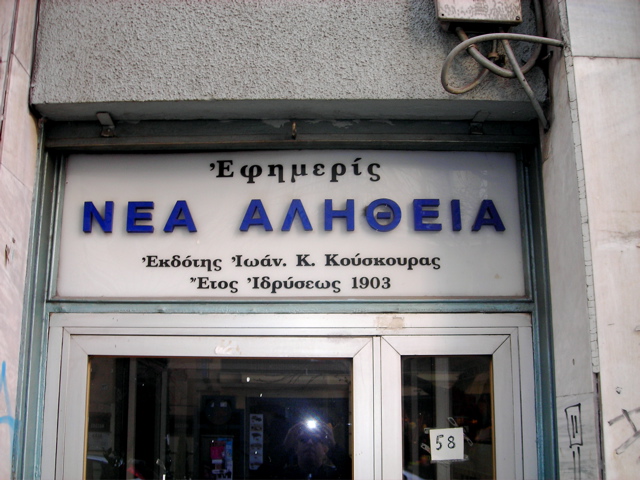 Ἐφημερίς
ΝΕΑ ΑΛΗΘΕΙΑ
Ἐκδότης Ἰωάν. Κ. Κούσκουρας
Ἔτος Ἱδρύσεως 1903
58